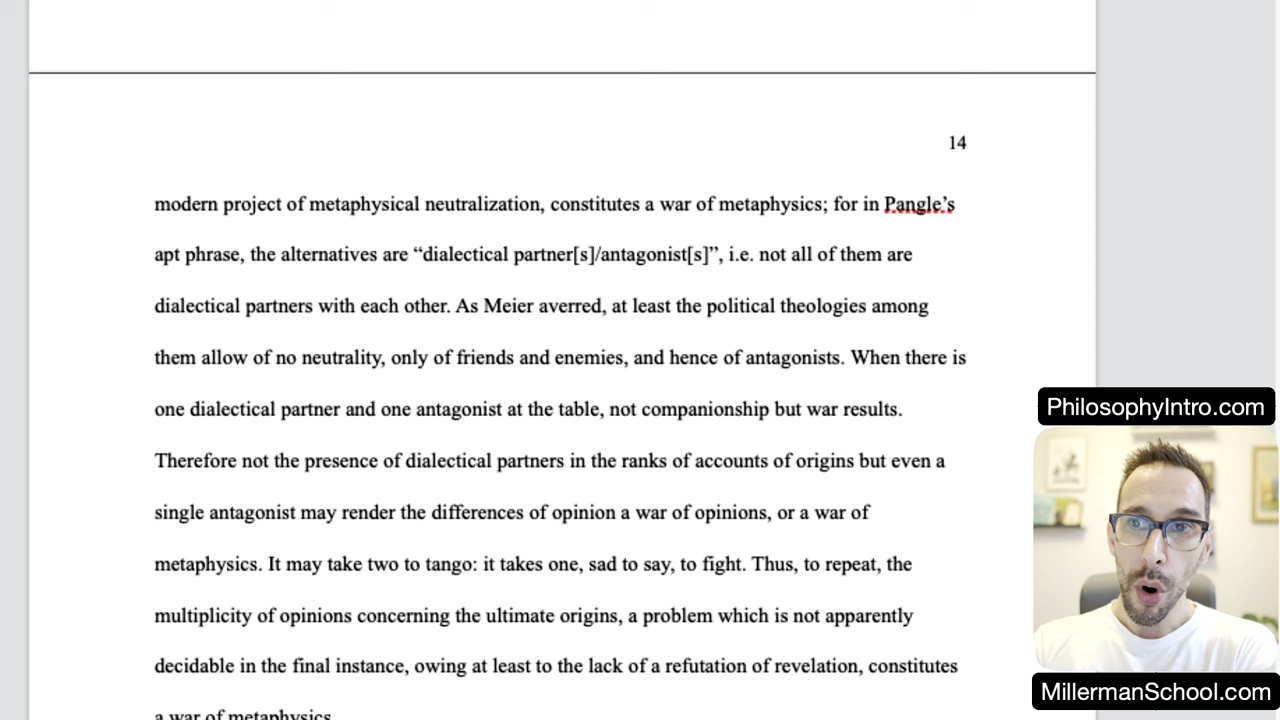 14
modern project of metaphysical neutralization, constitutes a war of metaphysics; for in Pangle’s
apt phrase, the alternatives are “dialectical partner[s]/antagonist[s]”, i.e. not all of them are
dialectical partners with each other. As Meier averred, at least the political theologies among
them allow of no neutrality, only of friends and enemies, and hence of antagonists. When there is
one dialectical partner and one antagonist at the table, not companionship but war results.
Therefore not the presence of dialectical partners in the ranks of accounts of origins but even a
single antagonist may render the differences of opinion a war of opinions, or a war of
metaphysics. It may take two to tango: it takes one, sad to say, to fight. Thus, to repeat, the
multiplicity of opinions concerning the ultimate origins, a problem which is not apparently
decidable in the final instance, owing at least to the lack of a refutation of revelation, constitutes
a war of metaphysics
PhilosophyIntro.com
MillermanSchool.com